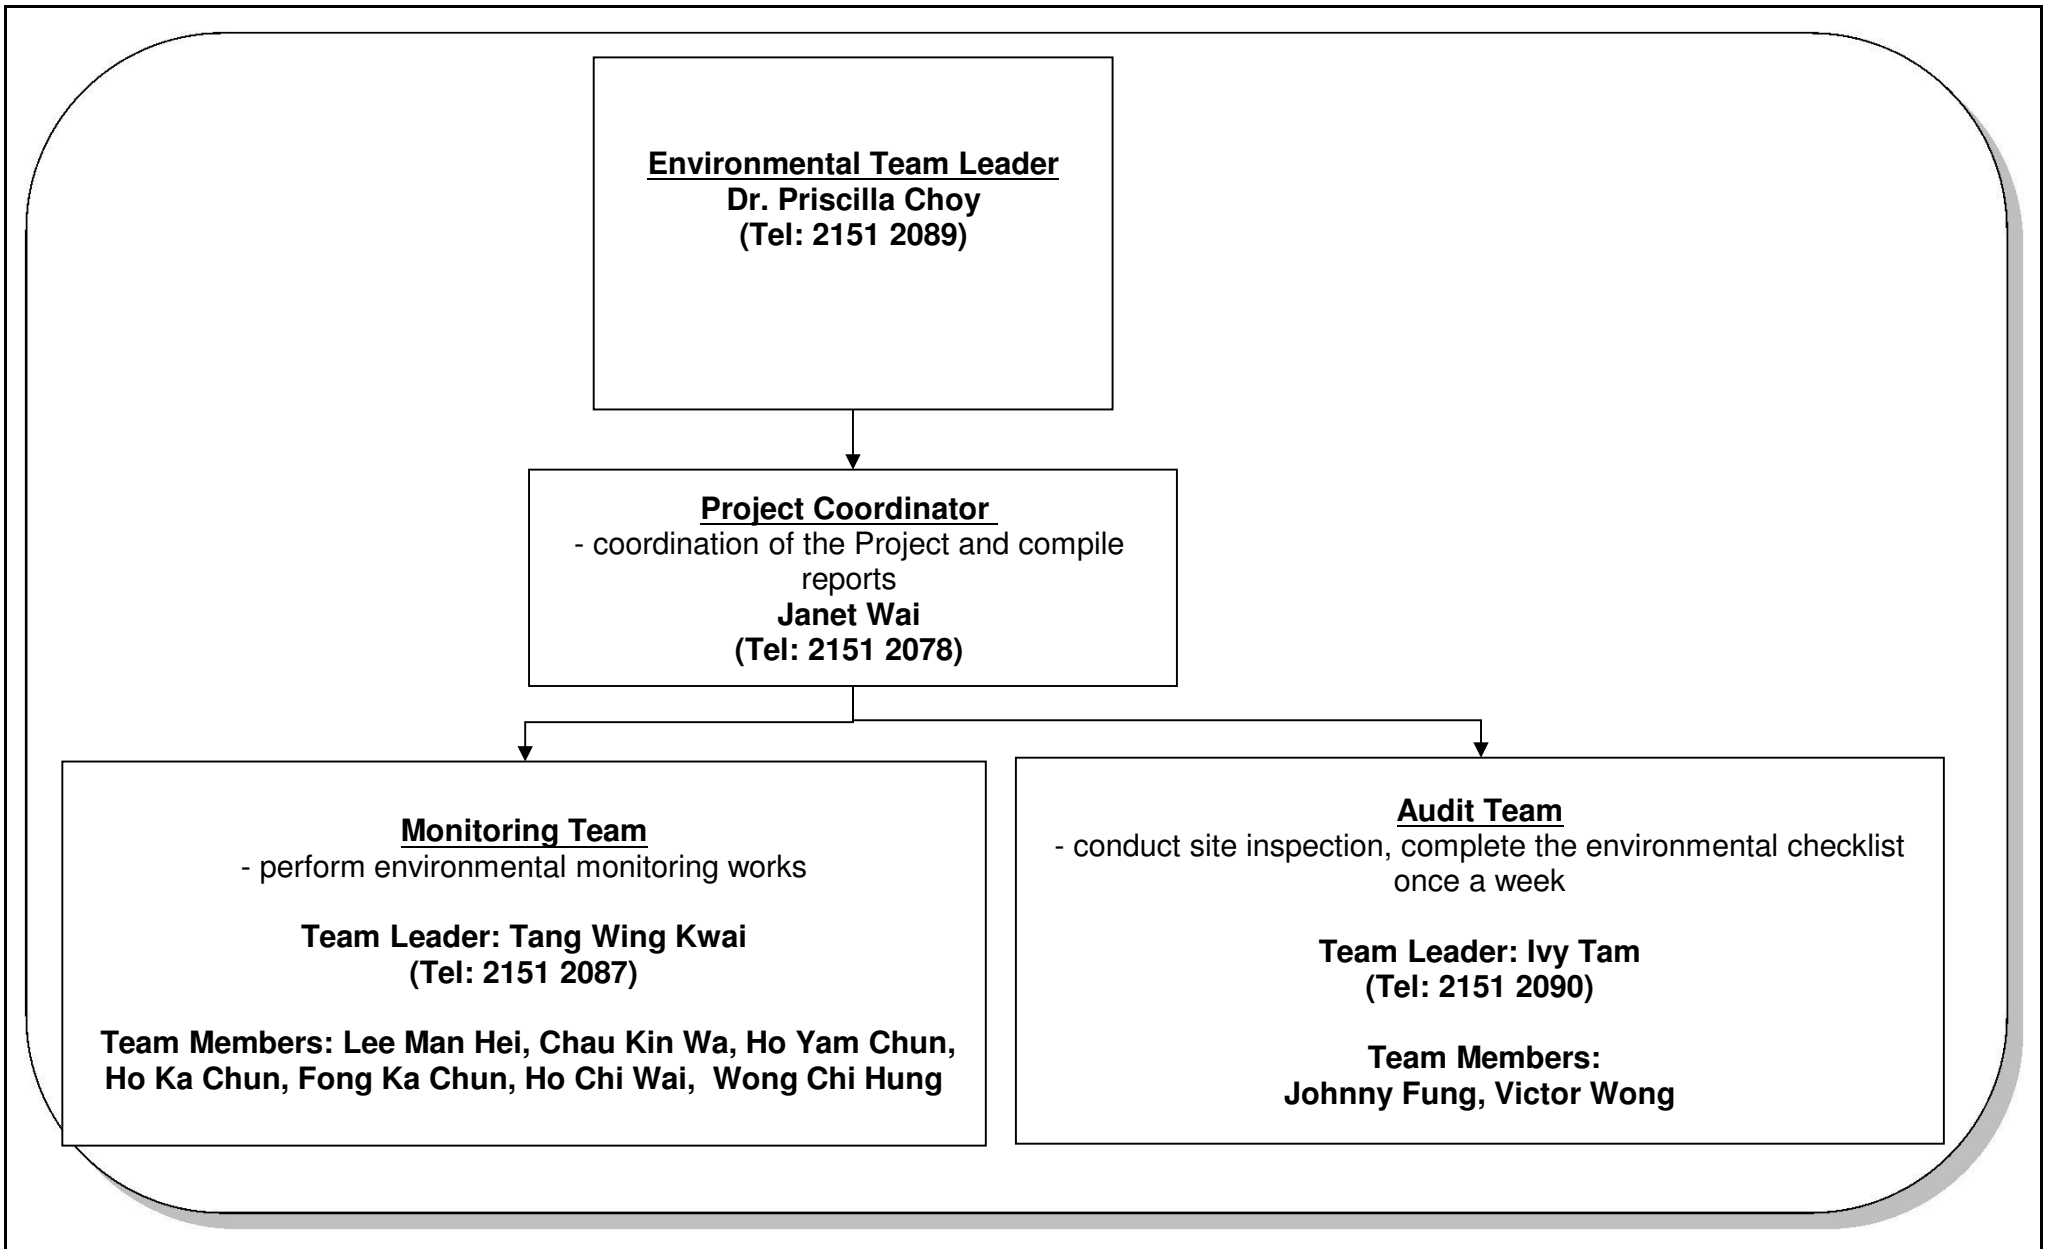 Environmental Team Leader
Dr. Priscilla Choy
(Tel: 2151 2089)
Project Coordinator
- coordination of the Project and compile
reports
Janet Wai
(Tel: 2151 2078)
Monitoring Team
- perform environmental monitoring works
Team Leader: Tang Wing Kwai
(Tel: 2151 2087)
Team Members: Lee Man Hei, Chau Kin Wa, Ho Yam Chun,
Ho Ka Chun, Fong Ka Chun, Ho Chi Wai,  Wong Chi Hung
Audit Team
- conduct site inspection, complete the environmental checklist
once a week
Team Leader: Ivy Tam
(Tel: 2151 2090)
Team Members:
Johnny Fung, Victor Wong